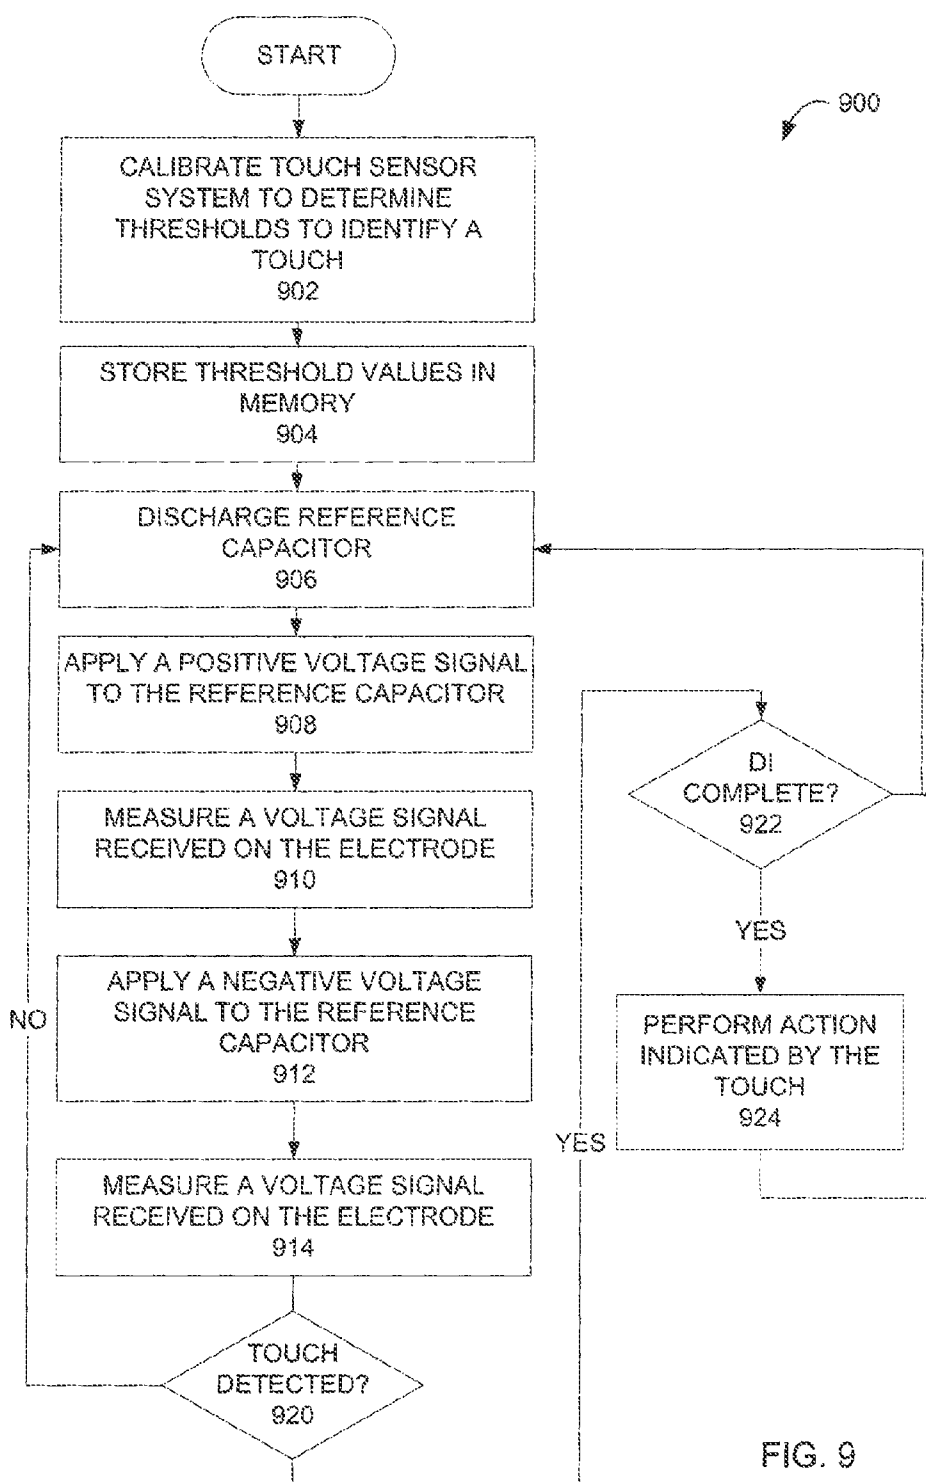 START
900
CALIBRATE TOUCH SENSOR
SYSTEM TO DETERMINE
THRESHOLDS TO IDENTIFY A
TOUCH
902
STORE THRESHOLD VALUES IN
MEMORY
904
DISCHARGE REFERENCE
CAPACITOR
906
APPLY A POSITIVE VOLTAGE SIGNAL
TO THE REFERENCE CAPACITOR
908
MEASURE A VOLTAGE SIGNAL
RECEIVED ON THE ELECTRODE
910
APPLY A NEGATIVE VOLTAGE
SIGNAL TO THE REFERENCE
CAPACITOR
912
NO
MEASURE A VOLTAGE SIGNAL
RECEIVED ON THE ELECTRODE
914
TOUCH
DETECTED?
920
YES
DI
COMPLETE?
922
YES
PERFORM ACTION
INDICATED BY THE
TOUCH
924
FIG. 9